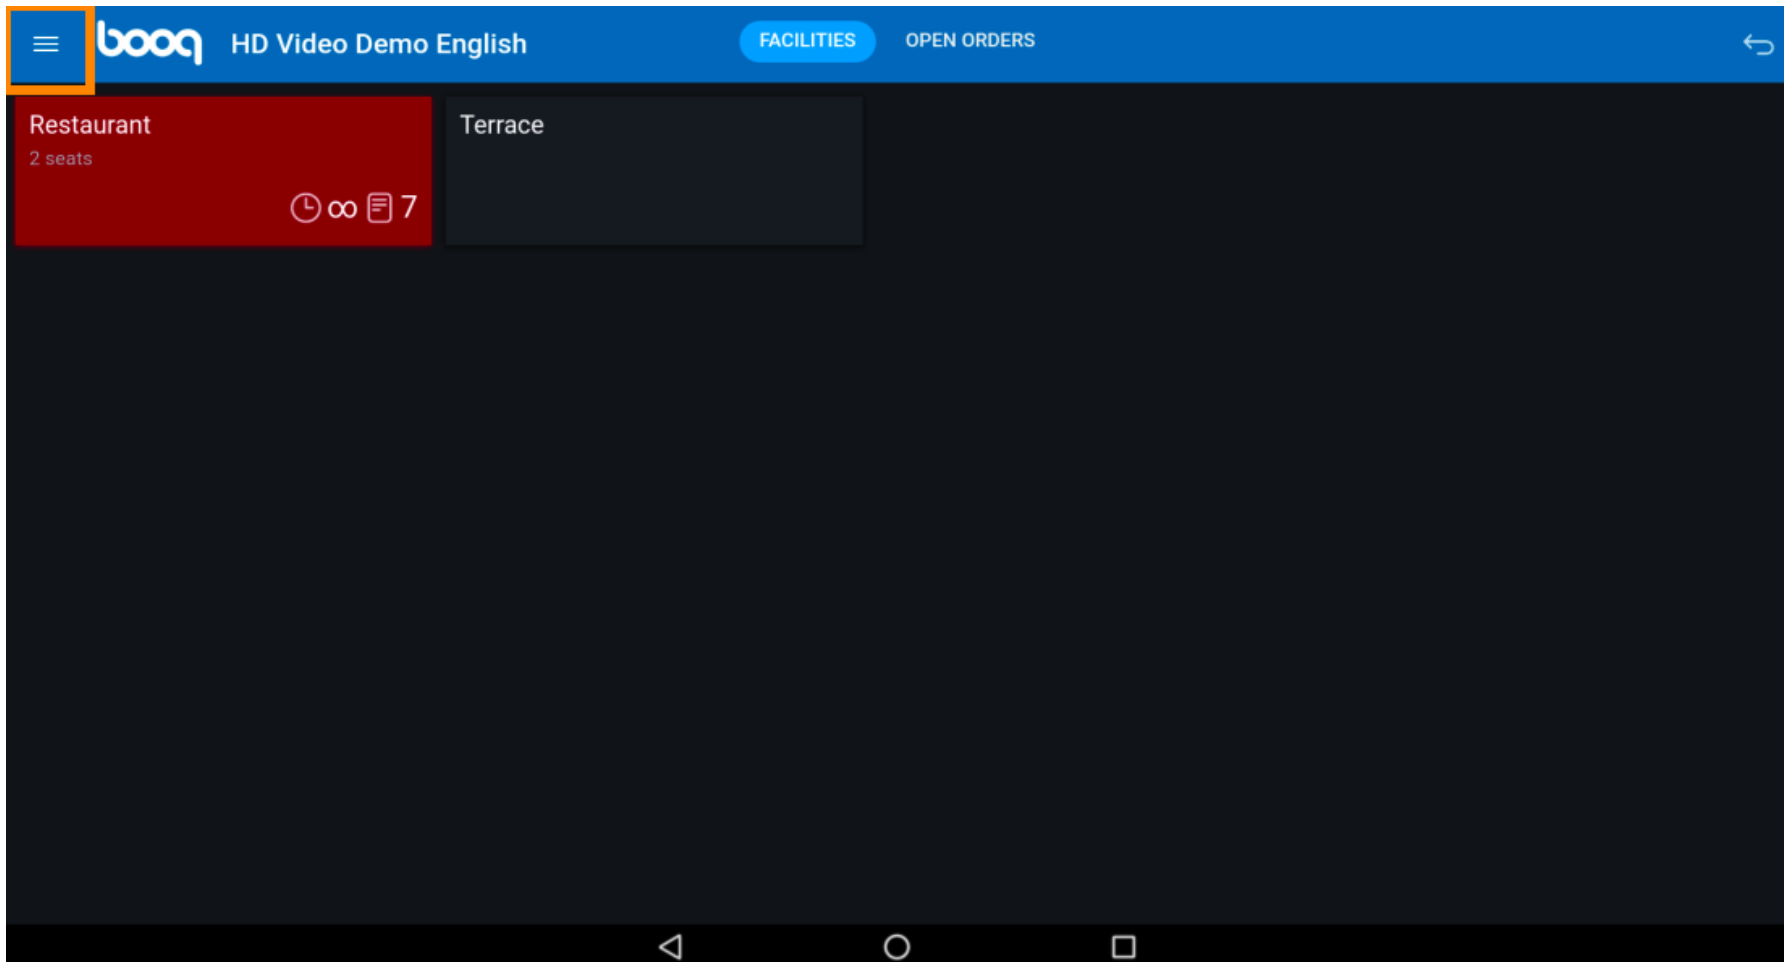 booq HD Video Demo English FACILITIES OPEN ORDERS
Restaurant
2 seats
∞ 7
Terrace